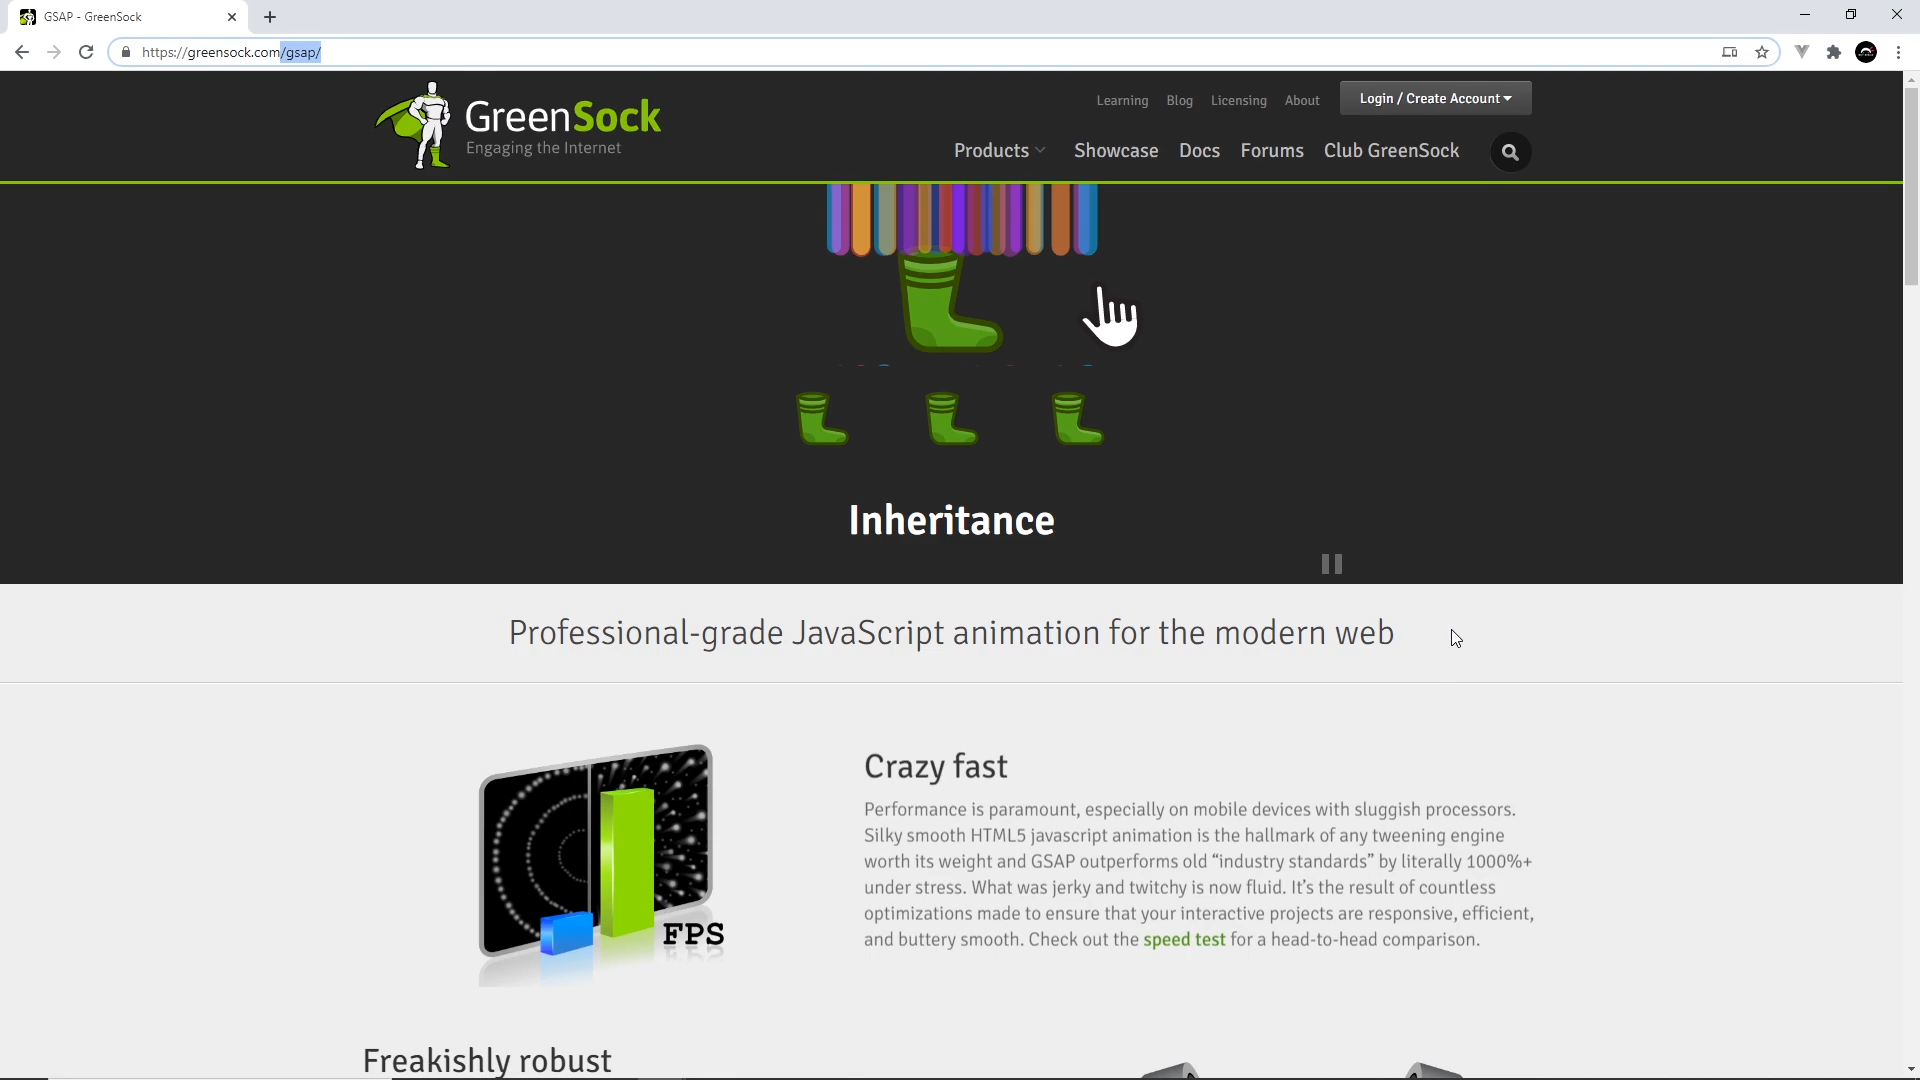 GSAP - GreenSock
https://greensock.com/gsap/
GreenSock
Engaging the Internet
Learning Blog Licensing About Login / Create Account
Products Showcase Docs Forums Club GreenSock
Inheritance
Professional-grade JavaScript animation for the modern web
Crazy fast
Performance is paramount, especially on mobile devices with sluggish processors.
Silky smooth HTML5 javascript animation is the hallmark of any tweening engine
worth its weight and GSAP outperforms old “industry standards” by literally 1000%+
under stress. What was jerky and twitchy is now fluid. It’s the result of countless
optimizations made to ensure that your interactive projects are responsive, efficient,
and buttery smooth. Check out the speed test for a head-to-head comparison.
FPS
Freakishly robust